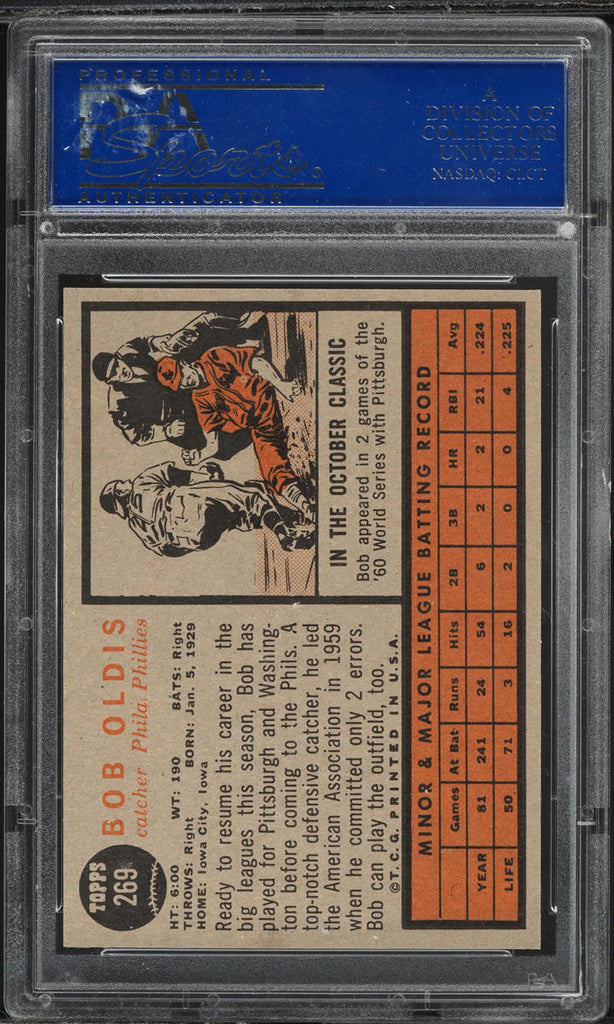 PROFESSIONAL
PSA
Sports®
AUTHENTICATOR
A
DIVISION OF
COLLECTORS
UNIVERSE
NASDAQ: CLCT
TOPPS
269
BOB OLDIS
catcher Phila. Phillies
HT: 6:00 WT: 190 BATS: Right
THROWS: Right BORN: Jan. 5, 1929
HOME: Iowa City, Iowa
Ready to resume his career in the
big leagues this season, Bob has
played for Pittsburgh and Washing-
ton before coming to the Phils. A
top-notch defensive catcher, he led
the American Association in 1959
when he committed only 2 errors.
Bob can play the outfield, too.
©T.C.G. PRINTED IN U.S.A.
IN THE OCTOBER CLASSIC
Bob appeared in 2 games of the
'60 World Series with Pittsburgh.
MINOR & MAJOR LEAGUE BATTING RECORD
Games At Bat Runs Hits 2B 3B HR RBI Avg
YEAR 81 241 24 54 6 2 2 21 .224
LIFE 50 71 3 16 2 0 0 4 .225
PSA